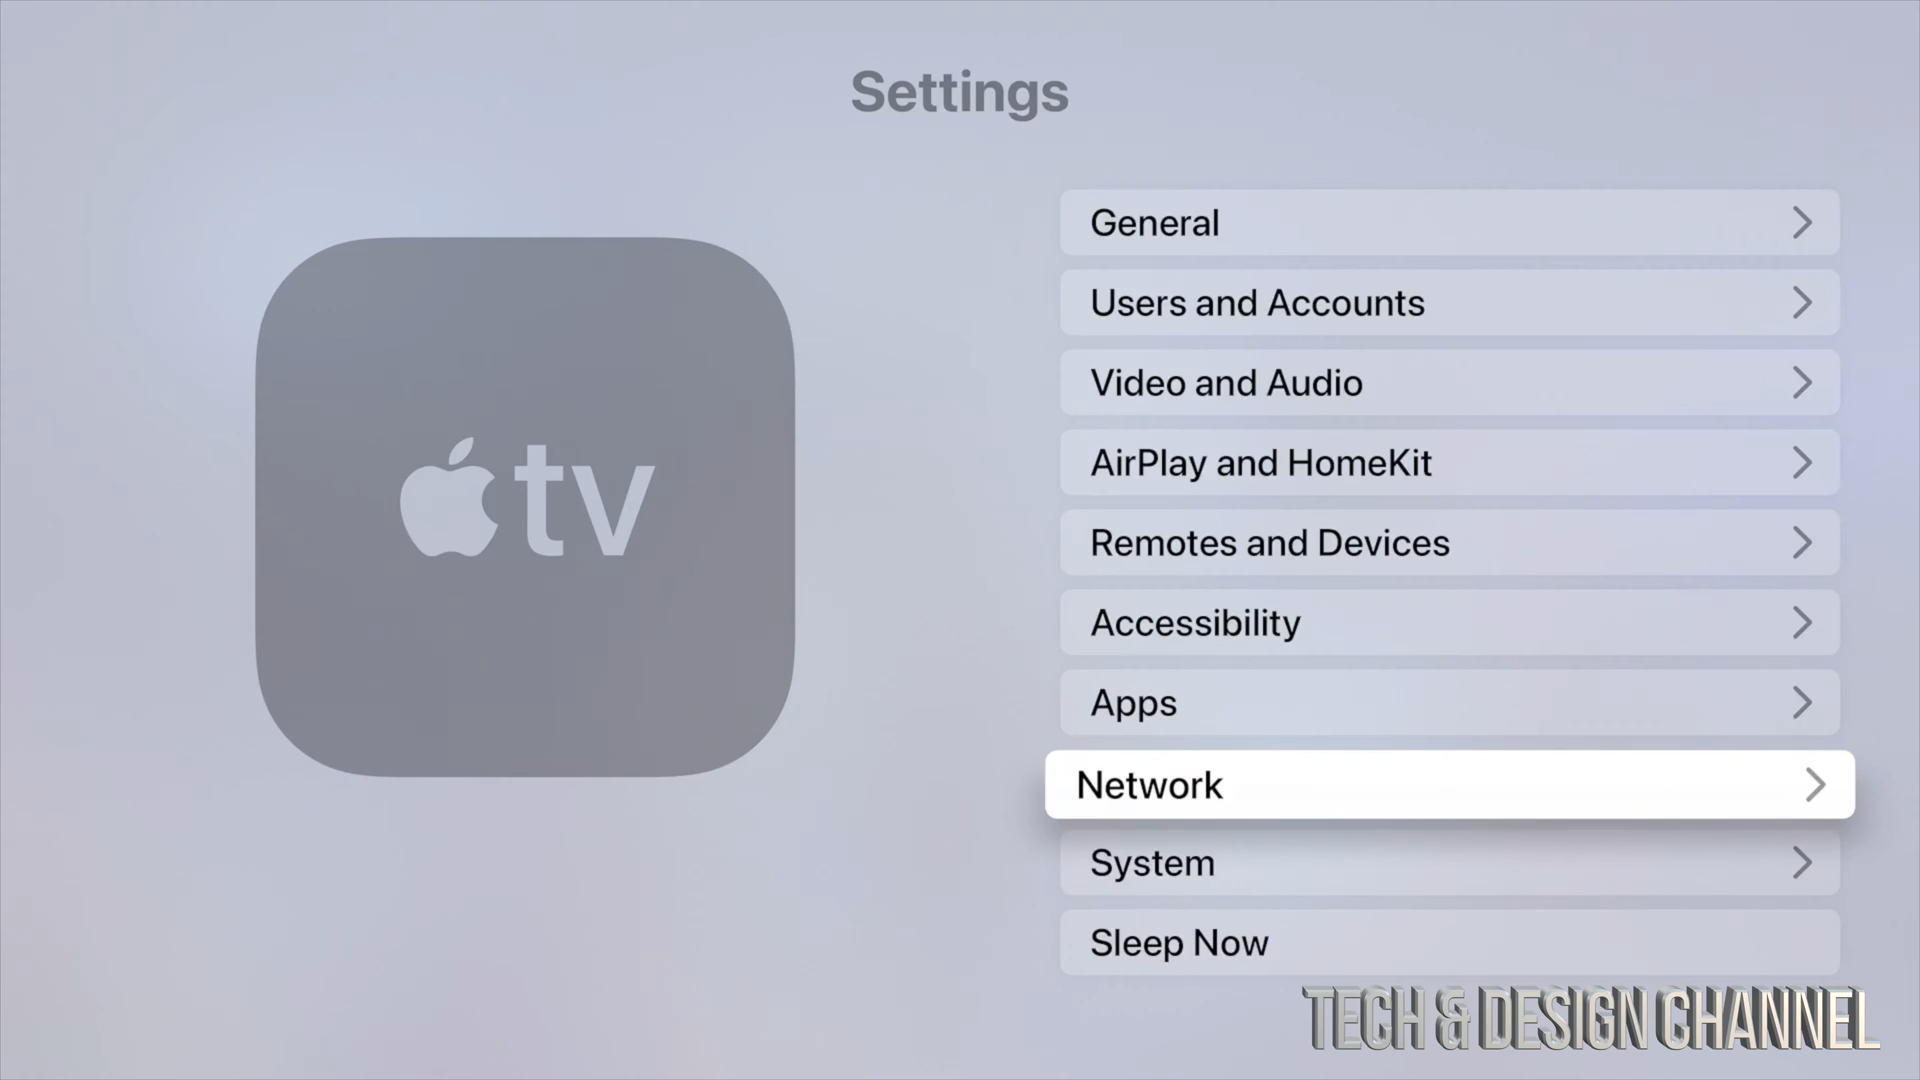 Settings
tv
General
Users and Accounts
Video and Audio
AirPlay and HomeKit
Remotes and Devices
Accessibility
Apps
Network
System
Sleep Now
TECH & DESIGN CHANNEL